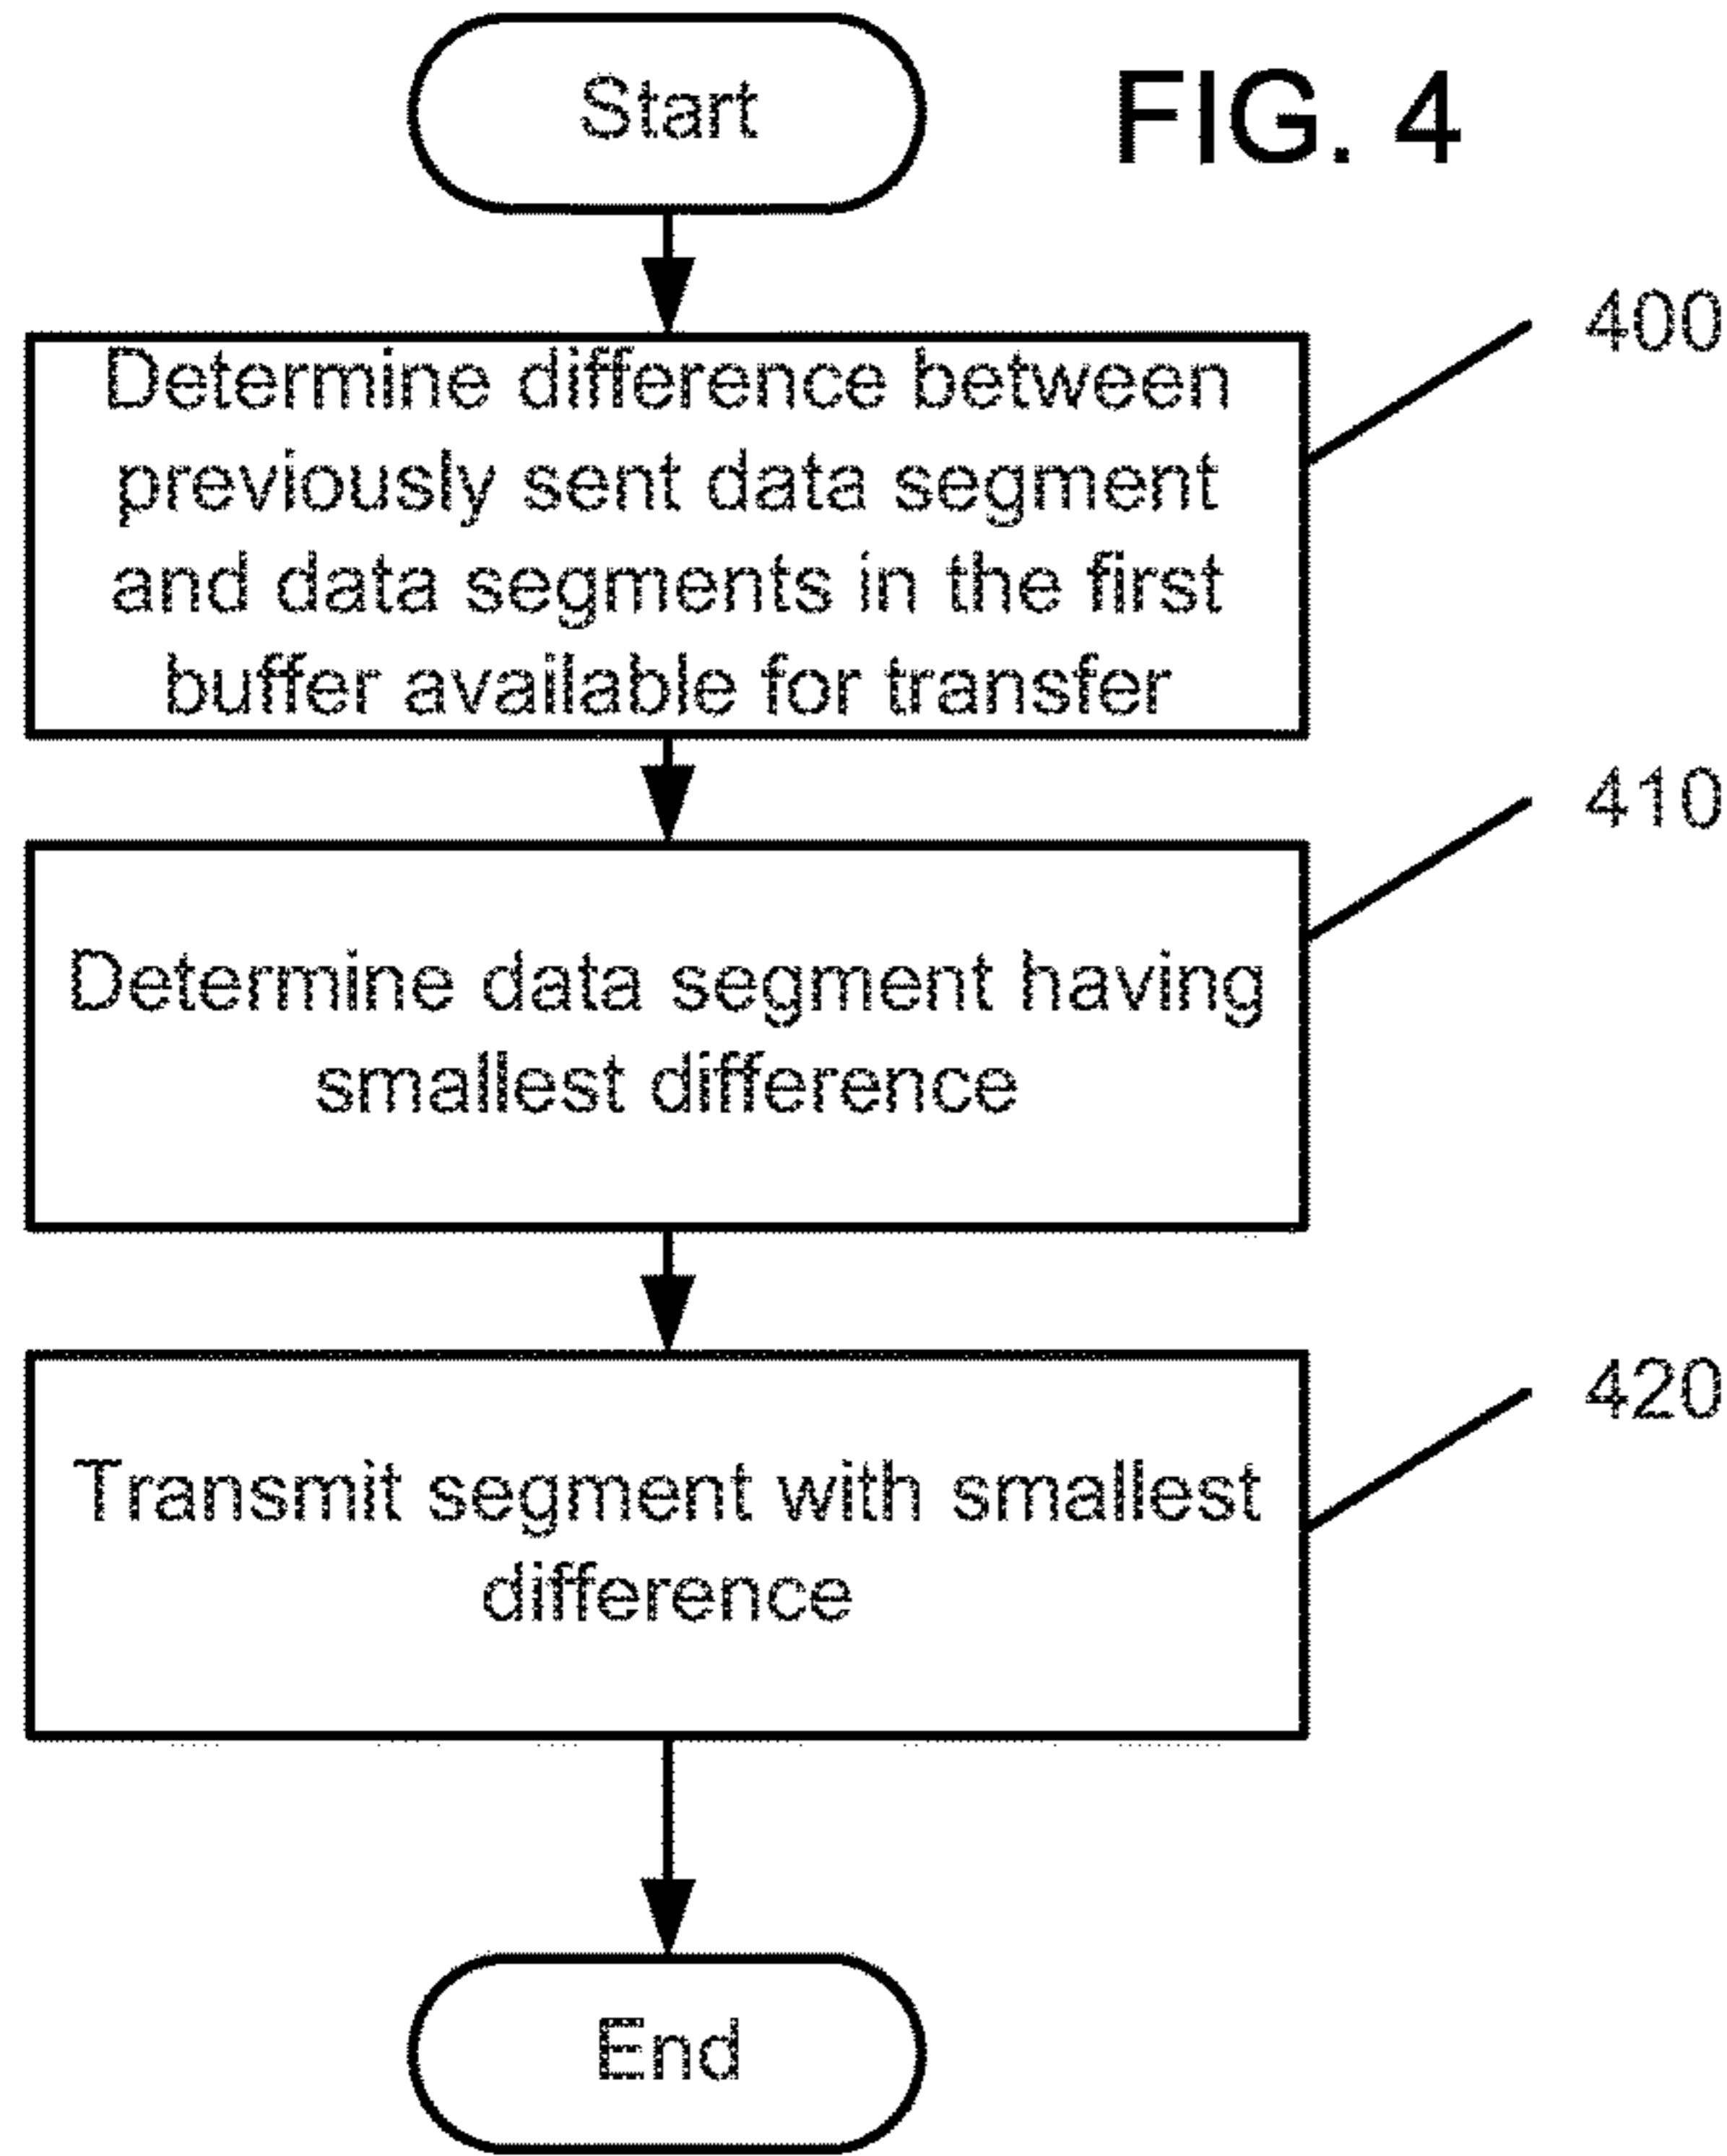 Start
FIG. 4
400
Determine difference between
previously sent data segment
and data segments in the first
buffer available for transfer
410
Determine data segment having
smallest difference
420
Transmit segment with smallest
difference
End